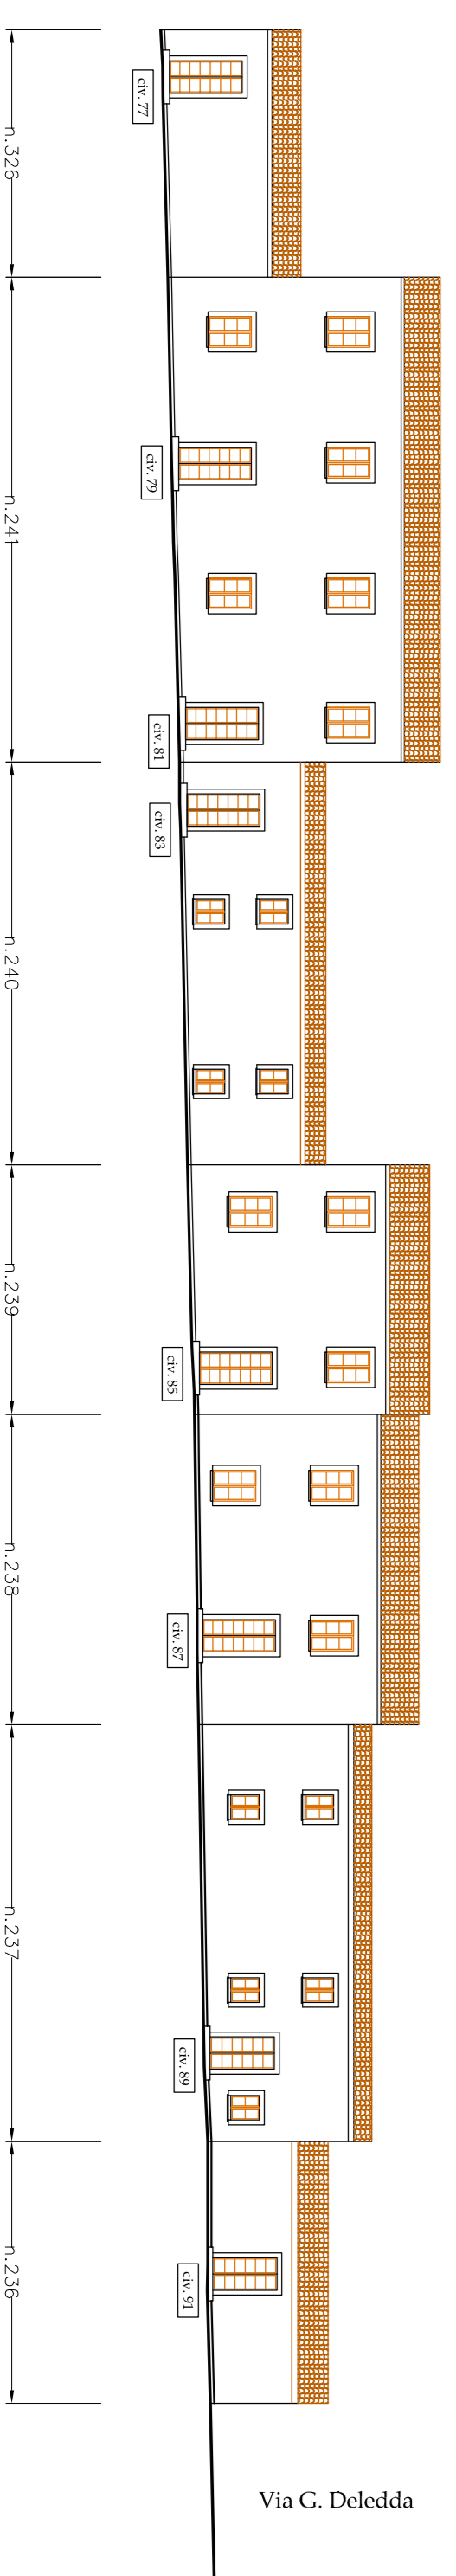 n.326
civ. 77
n.241
civ. 79
civ. 81
n.240
civ. 83
n.239
civ. 85
n.238
civ. 87
n.237
civ. 89
n.236
civ. 91
Via G. Deledda